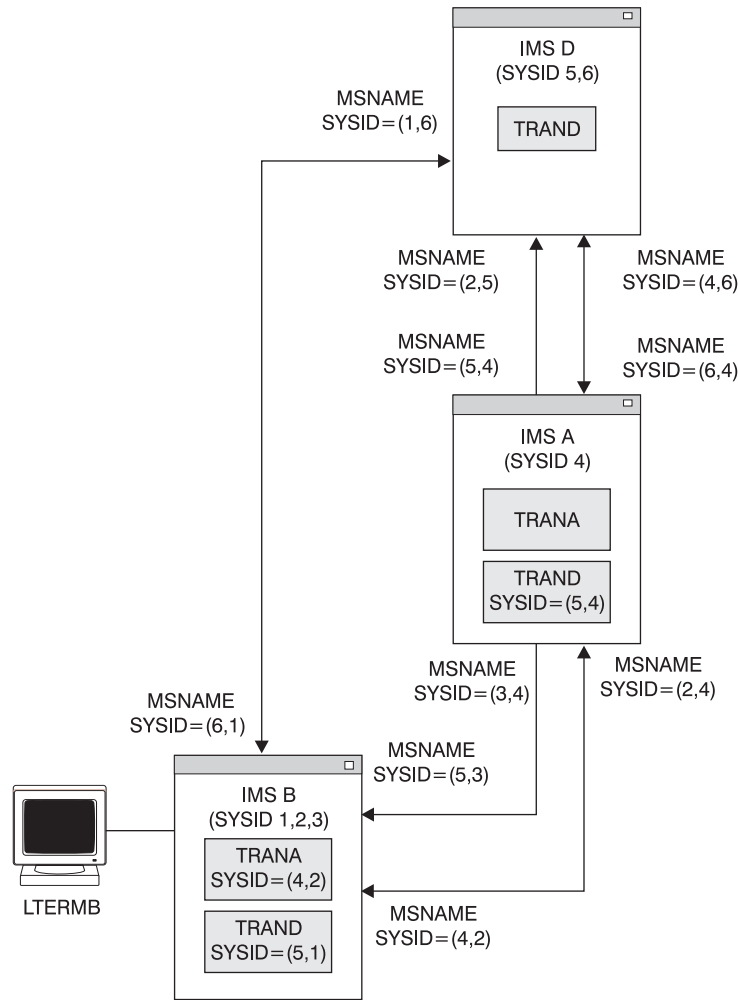 IMS D
(SYSID 5,6)
TRAND
MSNAME
SYSID=(1,6)
MSNAME
SYSID=(2,5)
MSNAME
SYSID=(4,6)
MSNAME
SYSID=(5,4)
MSNAME
SYSID=(6,4)
IMS A
(SYSID 4)
TRANA
TRAND
SYSID=(5,4)
MSNAME
SYSID=(3,4)
MSNAME
SYSID=(2,4)
MSNAME
SYSID=(6,1)
MSNAME
SYSID=(5,3)
IMS B
(SYSID 1,2,3)
TRANA
SYSID=(4,2)
TRAND
SYSID=(5,1)
LTERMB
MSNAME
SYSID=(4,2)